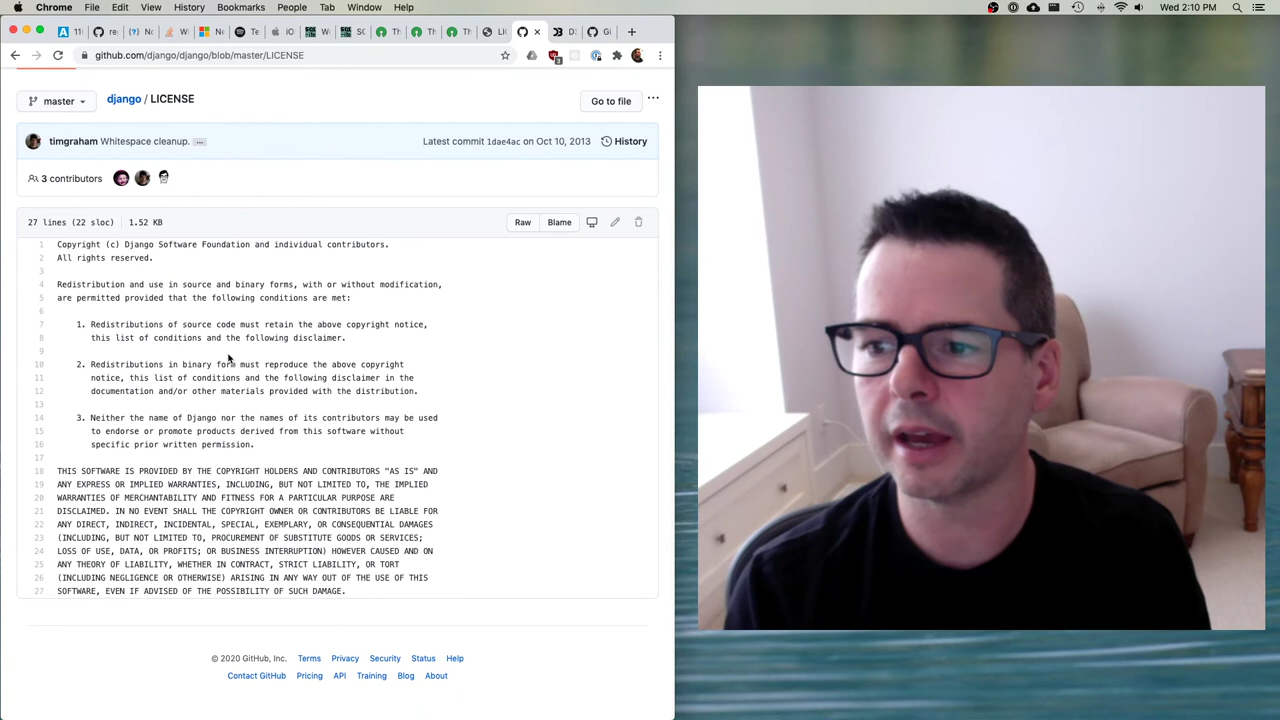 Chrome File Edit View History Bookmarks People Tab Window Help
Wed 2:10 PM
github.com/django/django/blob/master/LICENSE
3
master
django / LICENSE
Go to file
timgraham Whitespace cleanup.
Latest commit 1dae4ac on Oct 10, 2013
History
3 contributors
27 lines (22 sloc)
1.52 KB
Raw
Blame
1 Copyright (c) Django Software Foundation and individual contributors.
2 All rights reserved.
3
4 Redistribution and use in source and binary forms, with or without modification,
5 are permitted provided that the following conditions are met:
6
7 1. Redistributions of source code must retain the above copyright notice,
8 this list of conditions and the following disclaimer.
9
10 2. Redistributions in binary form must reproduce the above copyright
11 notice, this list of conditions and the following disclaimer in the
12 documentation and/or other materials provided with the distribution.
13
14 3. Neither the name of Django nor the names of its contributors may be used
15 to endorse or promote products derived from this software without
16 specific prior written permission.
17
18 THIS SOFTWARE IS PROVIDED BY THE COPYRIGHT HOLDERS AND CONTRIBUTORS "AS IS" AND
19 ANY EXPRESS OR IMPLIED WARRANTIES, INCLUDING, BUT NOT LIMITED TO, THE IMPLIED
20 WARRANTIES OF MERCHANTABILITY AND FITNESS FOR A PARTICULAR PURPOSE ARE
21 DISCLAIMED. IN NO EVENT SHALL THE COPYRIGHT OWNER OR CONTRIBUTORS BE LIABLE FOR
22 ANY DIRECT, INDIRECT, INCIDENTAL, SPECIAL, EXEMPLARY, OR CONSEQUENTIAL DAMAGES
23 (INCLUDING, BUT NOT LIMITED TO, PROCUREMENT OF SUBSTITUTE GOODS OR SERVICES;
24 LOSS OF USE, DATA, OR PROFITS; OR BUSINESS INTERRUPTION) HOWEVER CAUSED AND ON
25 ANY THEORY OF LIABILITY, WHETHER IN CONTRACT, STRICT LIABILITY, OR TORT
26 (INCLUDING NEGLIGENCE OR OTHERWISE) ARISING IN ANY WAY OUT OF THE USE OF THIS
27 SOFTWARE, EVEN IF ADVISED OF THE POSSIBILITY OF SUCH DAMAGE.
© 2020 GitHub, Inc. Terms Privacy Security Status Help
Contact GitHub Pricing API Training Blog About